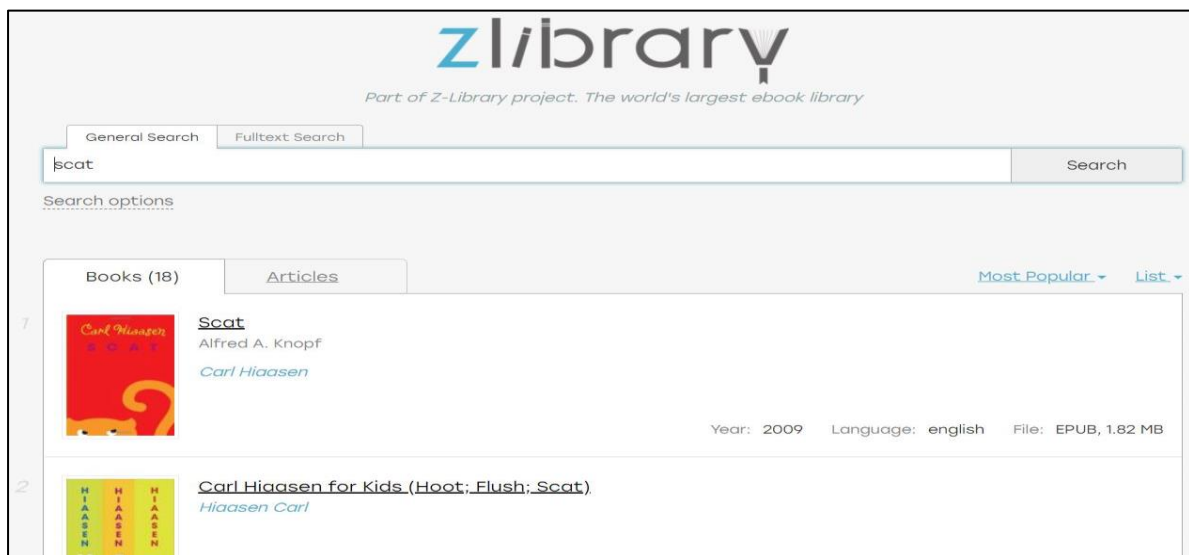 zlibrary
Part of Z-Library project. The world's largest ebook library
General Search Fulltext Search
scat Search
Search options
Books (18) Articles Most Popular List
1
Carl Hiaasen
SCAT
Scat
Alfred A. Knopf
Carl Hiaasen
Year: 2009 Language: english File: EPUB, 1.82 MB
2
HIAASEN HIAASEN HIAASEN
Carl Hiaasen for Kids (Hoot; Flush; Scat)
Hiaasen Carl